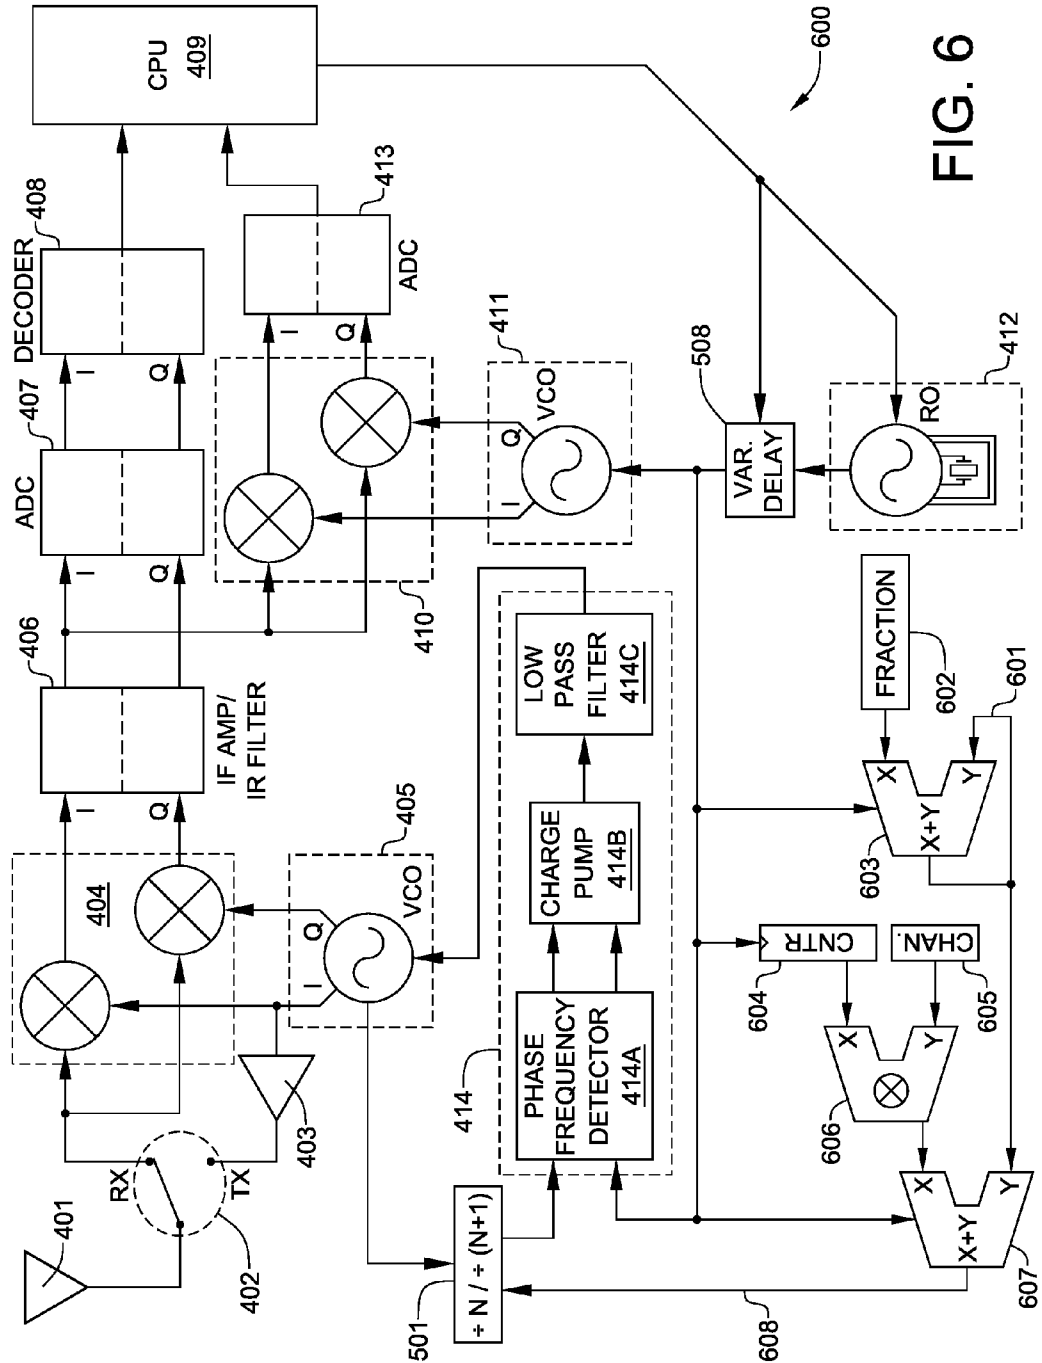 401
402
RX
TX
403
404
405
VCO
I
Q
406
IF AMP/
IR FILTER
I
Q
407
ADC
I
Q
408
DECODER
I
Q
CPU
409
410
411
VCO
I
Q
ADC
413
I
Q
414
PHASE
FREQUENCY
DETECTOR
414A
CHARGE
PUMP
414B
LOW
PASS
FILTER
414C
501
÷ N / ÷ (N+1)
508
VAR.
DELAY
RO
412
FRACTION
602
601
X
Y
X+Y
603
604
CNTR
CHAN.
605
X
Y
606
X
Y
X+Y
607
608
600
FIG. 6